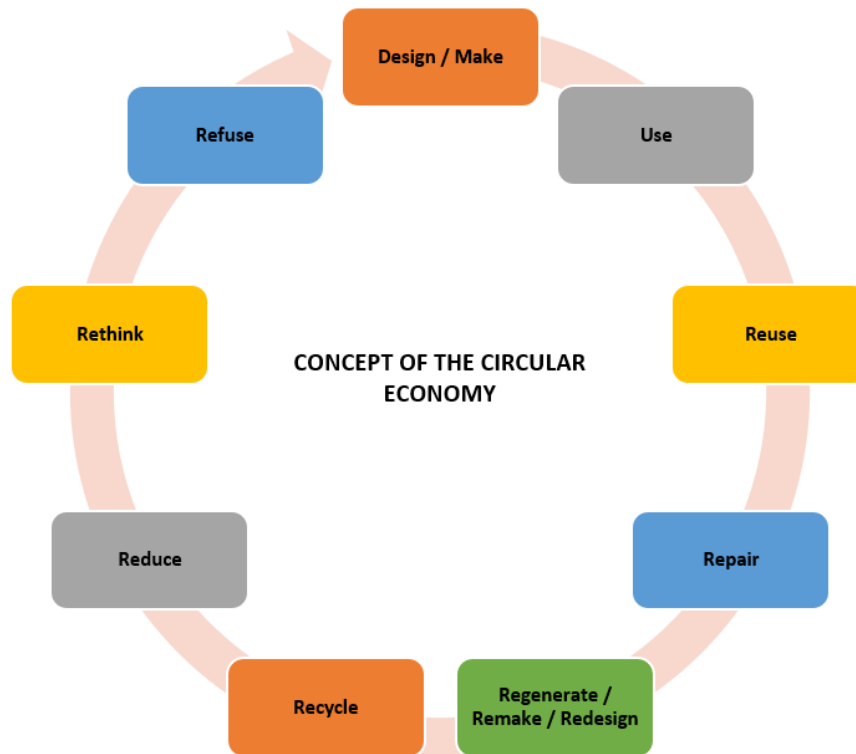 Design / Make
Use
Reuse
Repair
Regenerate /
Remake / Redesign
Recycle
Reduce
Rethink
Refuse
CONCEPT OF THE CIRCULAR
ECONOMY